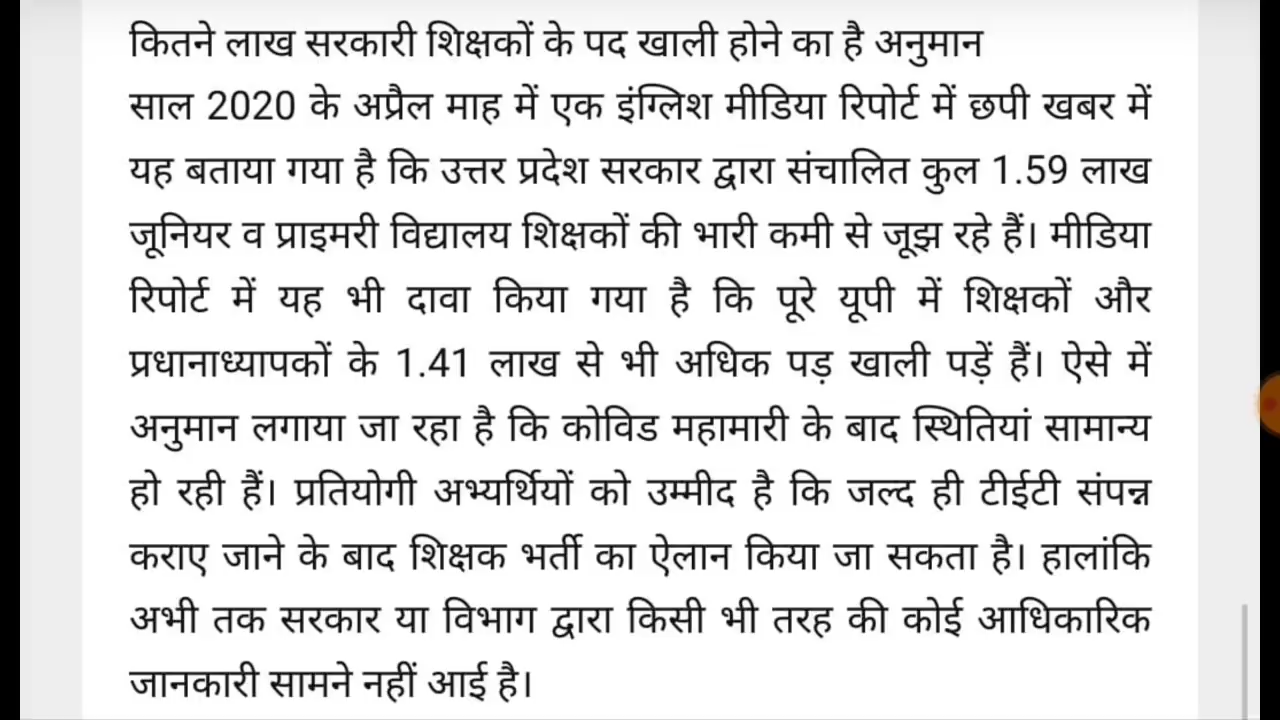 कितने लाख सरकारी शिक्षकों के पद खाली होने का है अनुमान
साल 2020 के अप्रैल माह में एक इंग्लिश मीडिया रिपोर्ट में छपी खबर में
यह बताया गया है कि उत्तर प्रदेश सरकार द्वारा संचालित कुल 1.59 लाख
जूनियर व प्राइमरी विद्यालय शिक्षकों की भारी कमी से जूझ रहे हैं। मीडिया
रिपोर्ट में यह भी दावा किया गया है कि पूरे यूपी में शिक्षकों और
प्रधानाध्यापकों के 1.41 लाख से भी अधिक पड़ खाली पड़ें हैं। ऐसे में
अनुमान लगाया जा रहा है कि कोविड महामारी के बाद स्थितियां सामान्य
हो रही हैं। प्रतियोगी अभ्यर्थियों को उम्मीद है कि जल्द ही टीईटी संपन्न
कराए जाने के बाद शिक्षक भर्ती का ऐलान किया जा सकता है। हालांकि
अभी तक सरकार या विभाग द्वारा किसी भी तरह की कोई आधिकारिक
जानकारी सामने नहीं आई है।